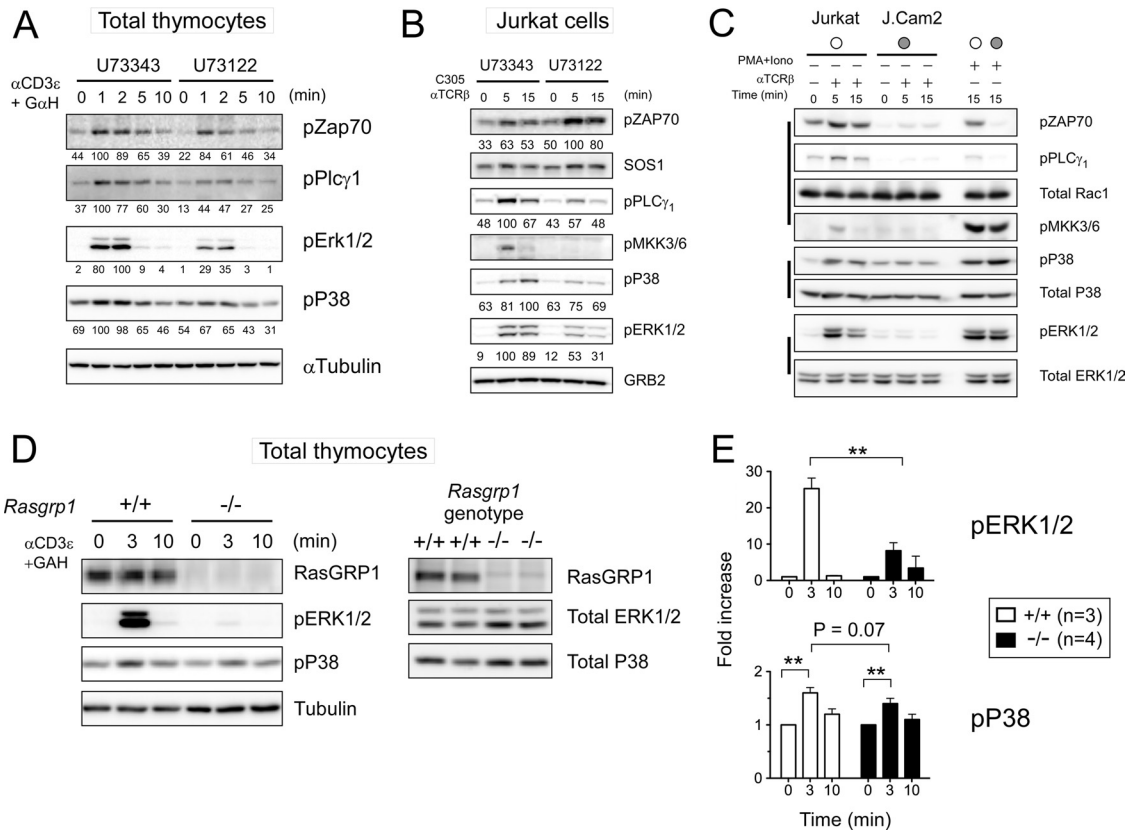 A
Total thymocytes
αCD3ε
+ GαH
U73343
U73122
0 1 2 5 10 0 1 2 5 10 (min)
pZap70
44 100 89 65 39 22 84 61 46 34
pPlcγ1
37 100 77 60 30 13 44 47 27 25
pErk1/2
2 80 100 9 4 1 29 35 3 1
pP38
69 100 98 65 46 54 67 65 43 31
αTubulin
B
Jurkat cells
C305
αTCRβ
U73343
U73122
0 5 15 0 5 15 (min)
pZAP70
33 63 53 50 100 80
SOS1
pPLCγ1
48 100 67 43 57 48
pMKK3/6
pP38
63 81 100 63 75 69
pERK1/2
9 100 89 12 53 31
GRB2
C
Jurkat J.Cam2
PMA+Iono – – – – – – + +
αTCRβ – + + – + + – –
Time (min) 0 5 15 0 5 15 15 15
pZAP70
pPLCγ1
Total Rac1
pMKK3/6
pP38
Total P38
pERK1/2
Total ERK1/2
D
Total thymocytes
Rasgrp1 +/+ -/-
αCD3ε
+GAH
0 3 10 0 3 10 (min)
RasGRP1
pERK1/2
pP38
Tubulin
Rasgrp1
genotype
+/+ +/+ -/- -/-
RasGRP1
Total ERK1/2
Total P38
E
Fold increase
30
20
10
0
**
0 3 10 0 3 10
pERK1/2
+/+ (n=3)
-/- (n=4)
P = 0.07
2
1
0
** **
0 3 10 0 3 10
pP38
Time (min)